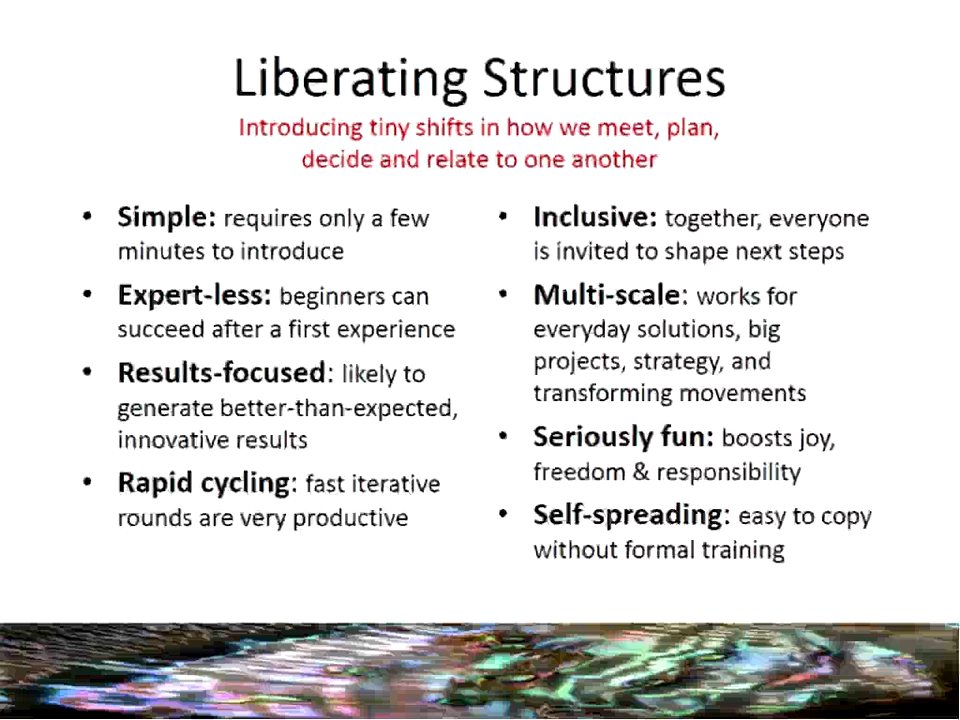 Liberating Structures
Introducing tiny shifts in how we meet, plan,
decide and relate to one another
• Simple: requires only a few
minutes to introduce
• Expert-less: beginners can
succeed after a first experience
• Results-focused: likely to
generate better-than-expected,
innovative results
• Rapid cycling: fast iterative
rounds are very productive
• Inclusive: together, everyone
is invited to shape next steps
• Multi-scale: works for
everyday solutions, big
projects, strategy, and
transforming movements
• Seriously fun: boosts joy,
freedom & responsibility
• Self-spreading: easy to copy
without formal training